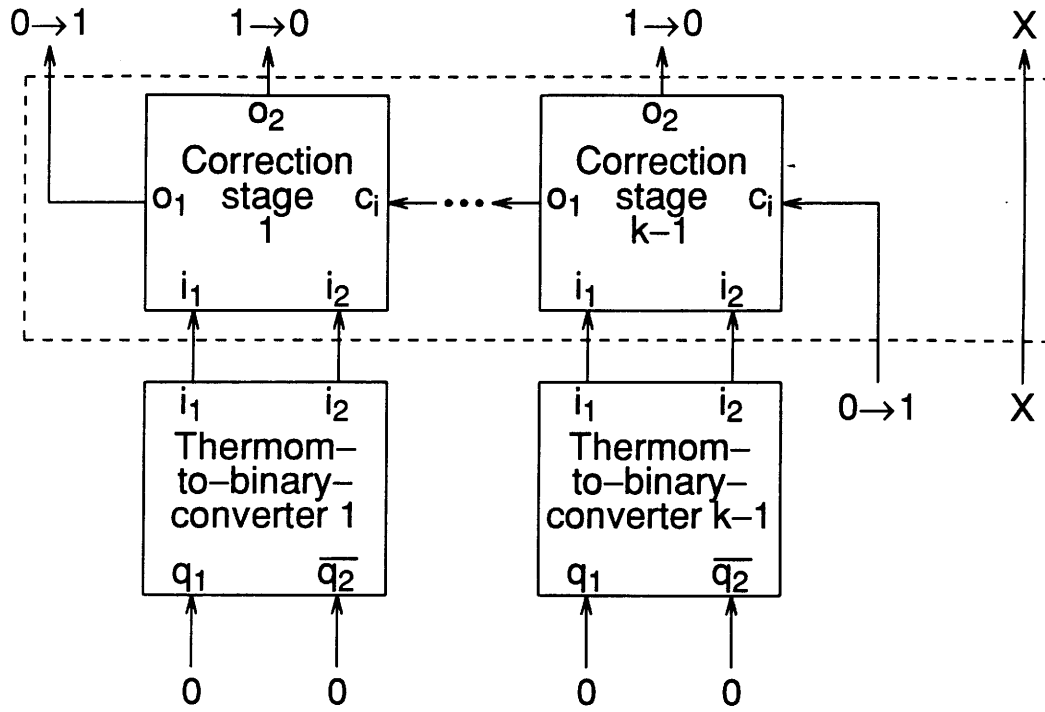 0→1 1→0 1→0 X
o₂ o₂
Correction Correction
stage stage
o₁ 1 cᵢ ••• o₁ k–1 cᵢ
i₁ i₂ i₁ i₂
i₁ i₂ i₁ i₂ 0→1 X
Thermom– Thermom–
to–binary– to–binary–
converter 1 converter k–1
q₁ q̅₂̅ q₁ q̅₂̅
0 0 0 0